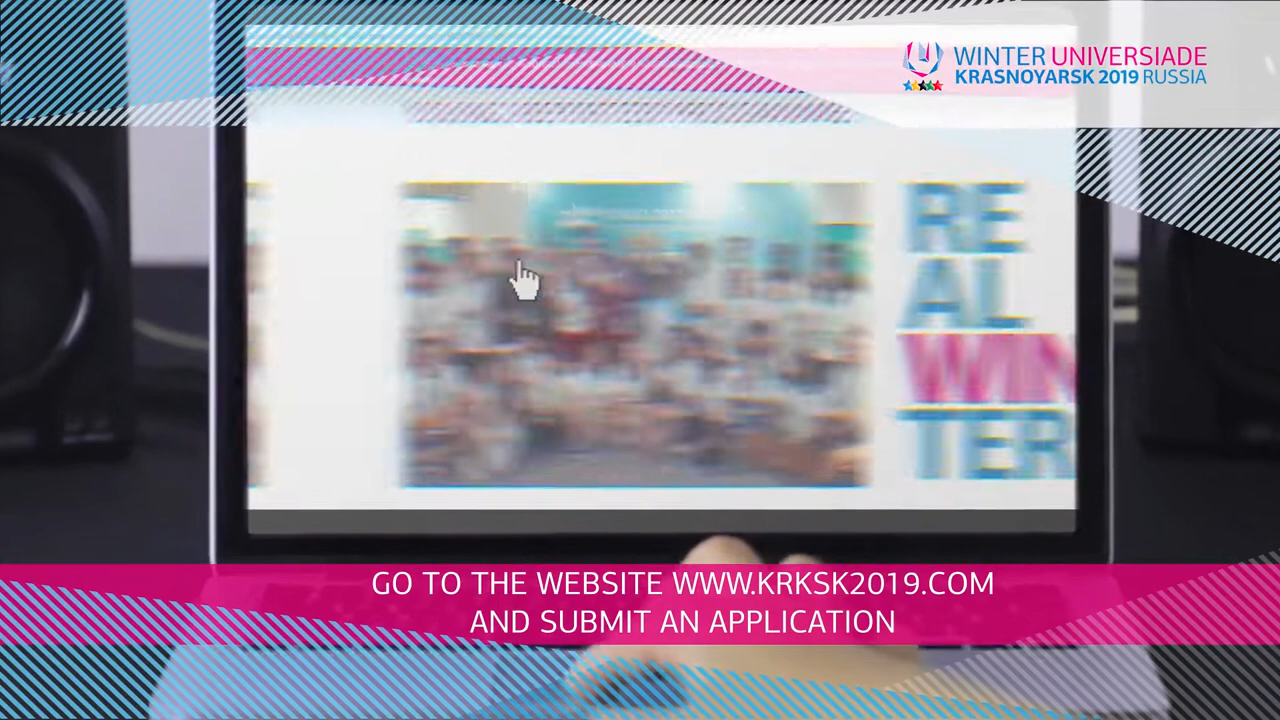 WINTER UNIVERSIADE
KRASNOYARSK 2019 RUSSIA
RE
AL
WIN
TER
GO TO THE WEBSITE WWW.KRKSK2019.COM
AND SUBMIT AN APPLICATION